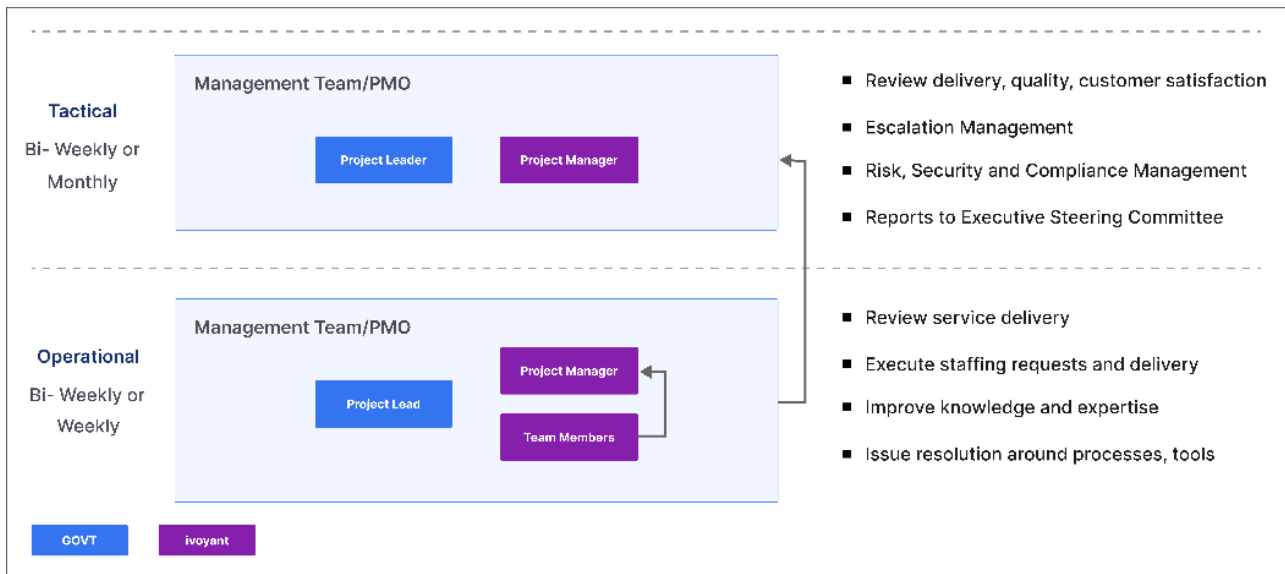 Management Team/PMO
Tactical
Bi- Weekly or
Monthly
Project Leader
Project Manager
■ Review delivery, quality, customer satisfaction
■ Escalation Management
■ Risk, Security and Compliance Management
■ Reports to Executive Steering Committee
Management Team/PMO
Operational
Bi- Weekly or
Weekly
Project Lead
Project Manager
Team Members
■ Review service delivery
■ Execute staffing requests and delivery
■ Improve knowledge and expertise
■ Issue resolution around processes, tools
GOVT
ivoyant